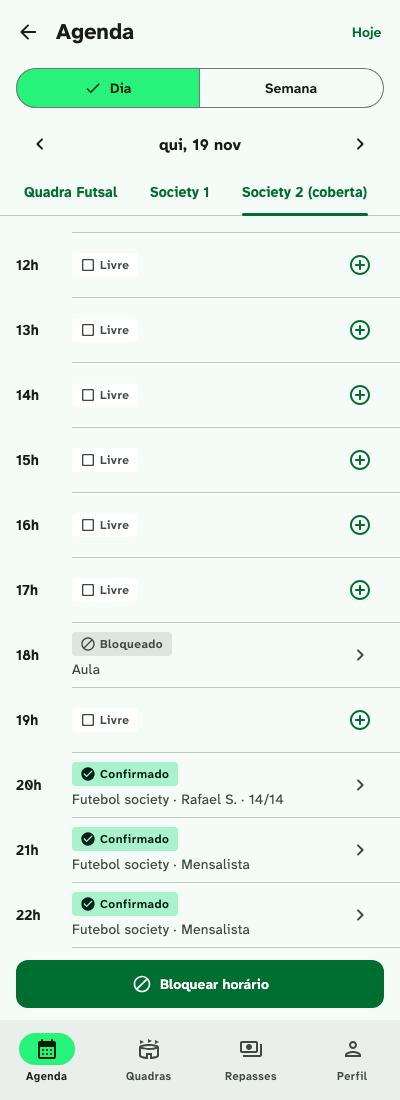 Agenda
Hoje
Dia
Semana
qui, 19 nov
Quadra Futsal
Society 1
Society 2 (coberta)
12h
Livre
13h
Livre
14h
Livre
15h
Livre
16h
Livre
17h
Livre
18h
Bloqueado
Aula
19h
Livre
20h
Confirmado
Futebol society · Rafael S. · 14/14
21h
Confirmado
Futebol society · Mensalista
22h
Confirmado
Futebol society · Mensalista
Bloquear horário
Agenda
Quadras
Repasses
Perfil